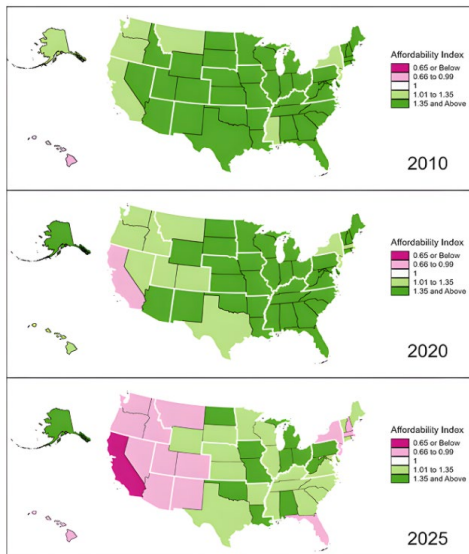 Affordability Index
0.65 or Below
0.66 to 0.99
1
1.01 to 1.35
1.35 and Above
2010
Affordability Index
0.65 or Below
0.66 to 0.99
1
1.01 to 1.35
1.35 and Above
2020
Affordability Index
0.65 or Below
0.66 to 0.99
1
1.01 to 1.35
1.35 and Above
2025